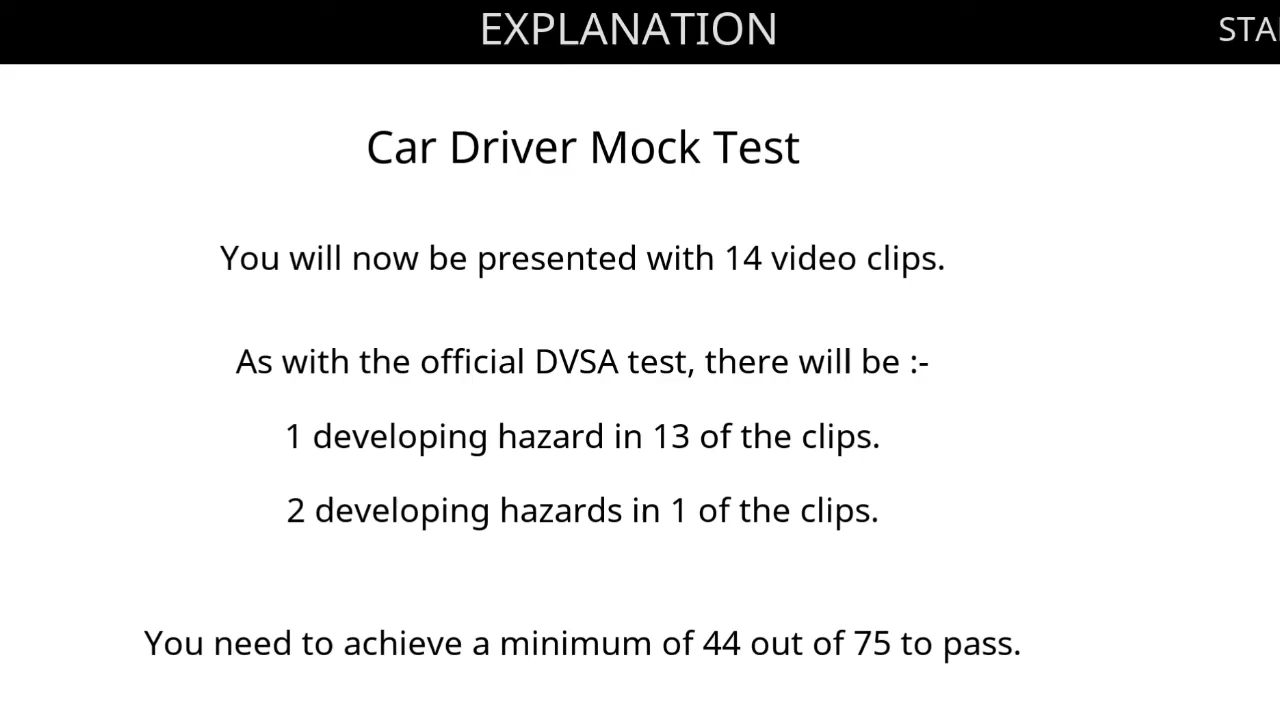 EXPLANATION
Car Driver Mock Test
You will now be presented with 14 video clips.
As with the official DVSA test, there will be :-
1 developing hazard in 13 of the clips.
2 developing hazards in 1 of the clips.
You need to achieve a minimum of 44 out of 75 to pass.